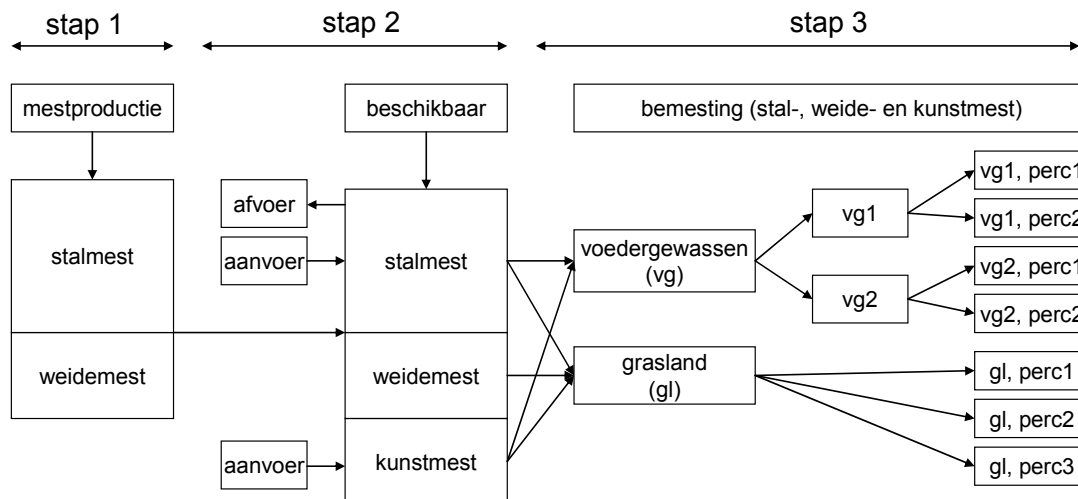 stap 1
stap 2
stap 3
mestproductie
beschikbaar
bemesting (stal-, weide- en kunstmest)
stalmest
weidemest
afvoer
aanvoer
stalmest
weidemest
aanvoer
kunstmest
voedergewassen
(vg)
grasland
(gl)
vg1
vg2
vg1, perc1
vg1, perc2
vg2, perc1
vg2, perc2
gl, perc1
gl, perc2
gl, perc3